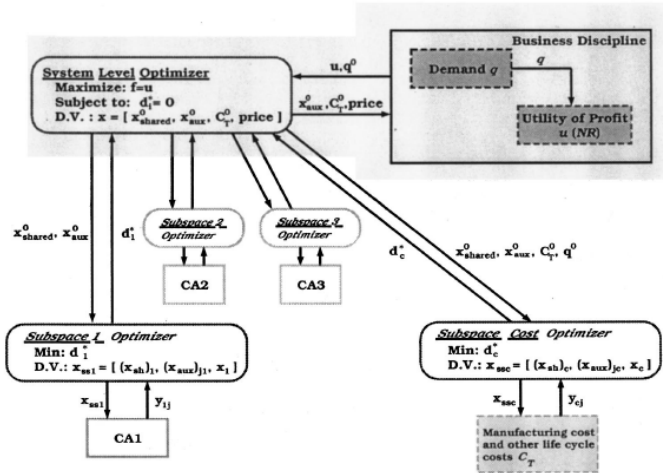 Business Discipline
Demand q
q
Utility of Profit
u (NR)
u,q⁰
x⁰aux, C⁰T, price
System Level Optimizer
Maximize: f=u
Subject to: d*i = 0
D.V. : x = [ x⁰shared, x⁰aux, C⁰T, price ]
x⁰shared, x⁰aux
d*1
Subspace 2
Optimizer
CA2
Subspace 3
Optimizer
CA3
d*c
x⁰shared, x⁰aux, C⁰T, q⁰
Subspace 1 Optimizer
Min: d*1
D.V.: xss1 = [ (xsh)1, (xaux)j1, x1 ]
xss1
y1j
CA1
Subspace Cost Optimizer
Min: d*c
D.V.: xssc = [ (xsh)c, (xaux)jc, xc ]
xssc
ycj
Manufacturing cost
and other life cycle
costs CT